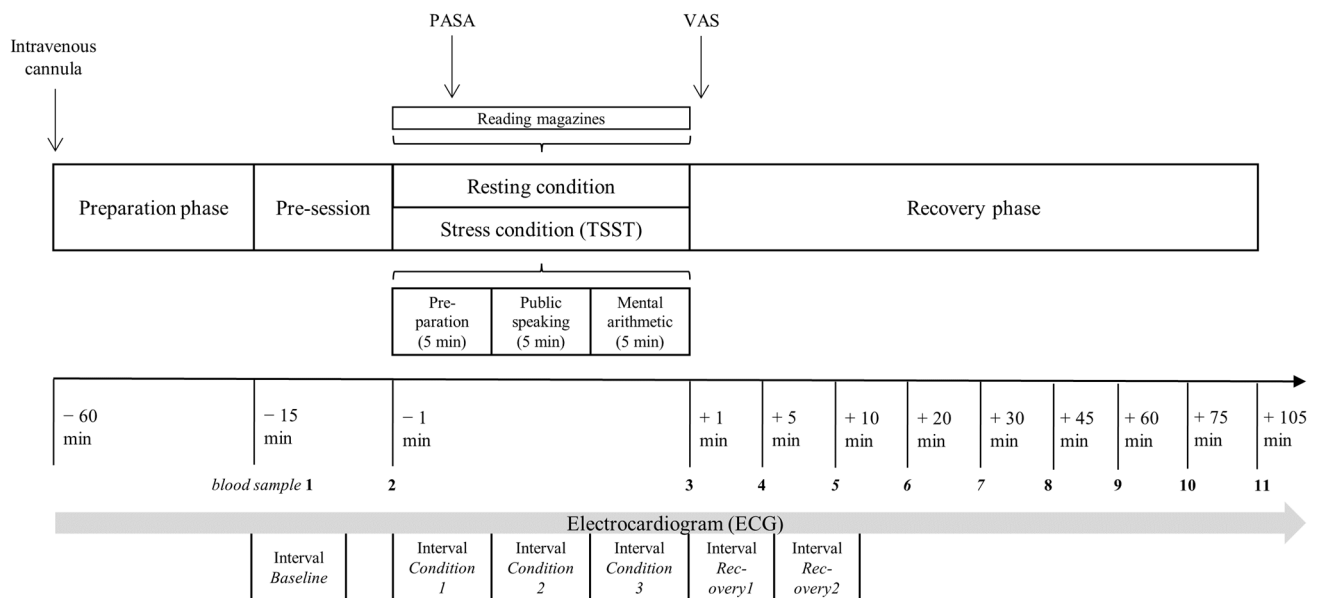 PASA
VAS
Intravenous
cannula
Reading magazines
Preparation phase
Pre-session
Resting condition
Stress condition (TSST)
Recovery phase
Pre-
paration
(5 min)
Public
speaking
(5 min)
Mental
arithmetic
(5 min)
− 60
min
− 15
min
− 1
min
+ 1
min
+ 5
min
+ 10
min
+ 20
min
+ 30
min
+ 45
min
+ 60
min
+ 75
min
+ 105
min
blood sample 1
2
3
4
5
6
7
8
9
10
11
Electrocardiogram (ECG)
Interval
Baseline
Interval
Condition
1
Interval
Condition
2
Interval
Condition
3
Interval
Rec-
overy1
Interval
Rec-
overy2